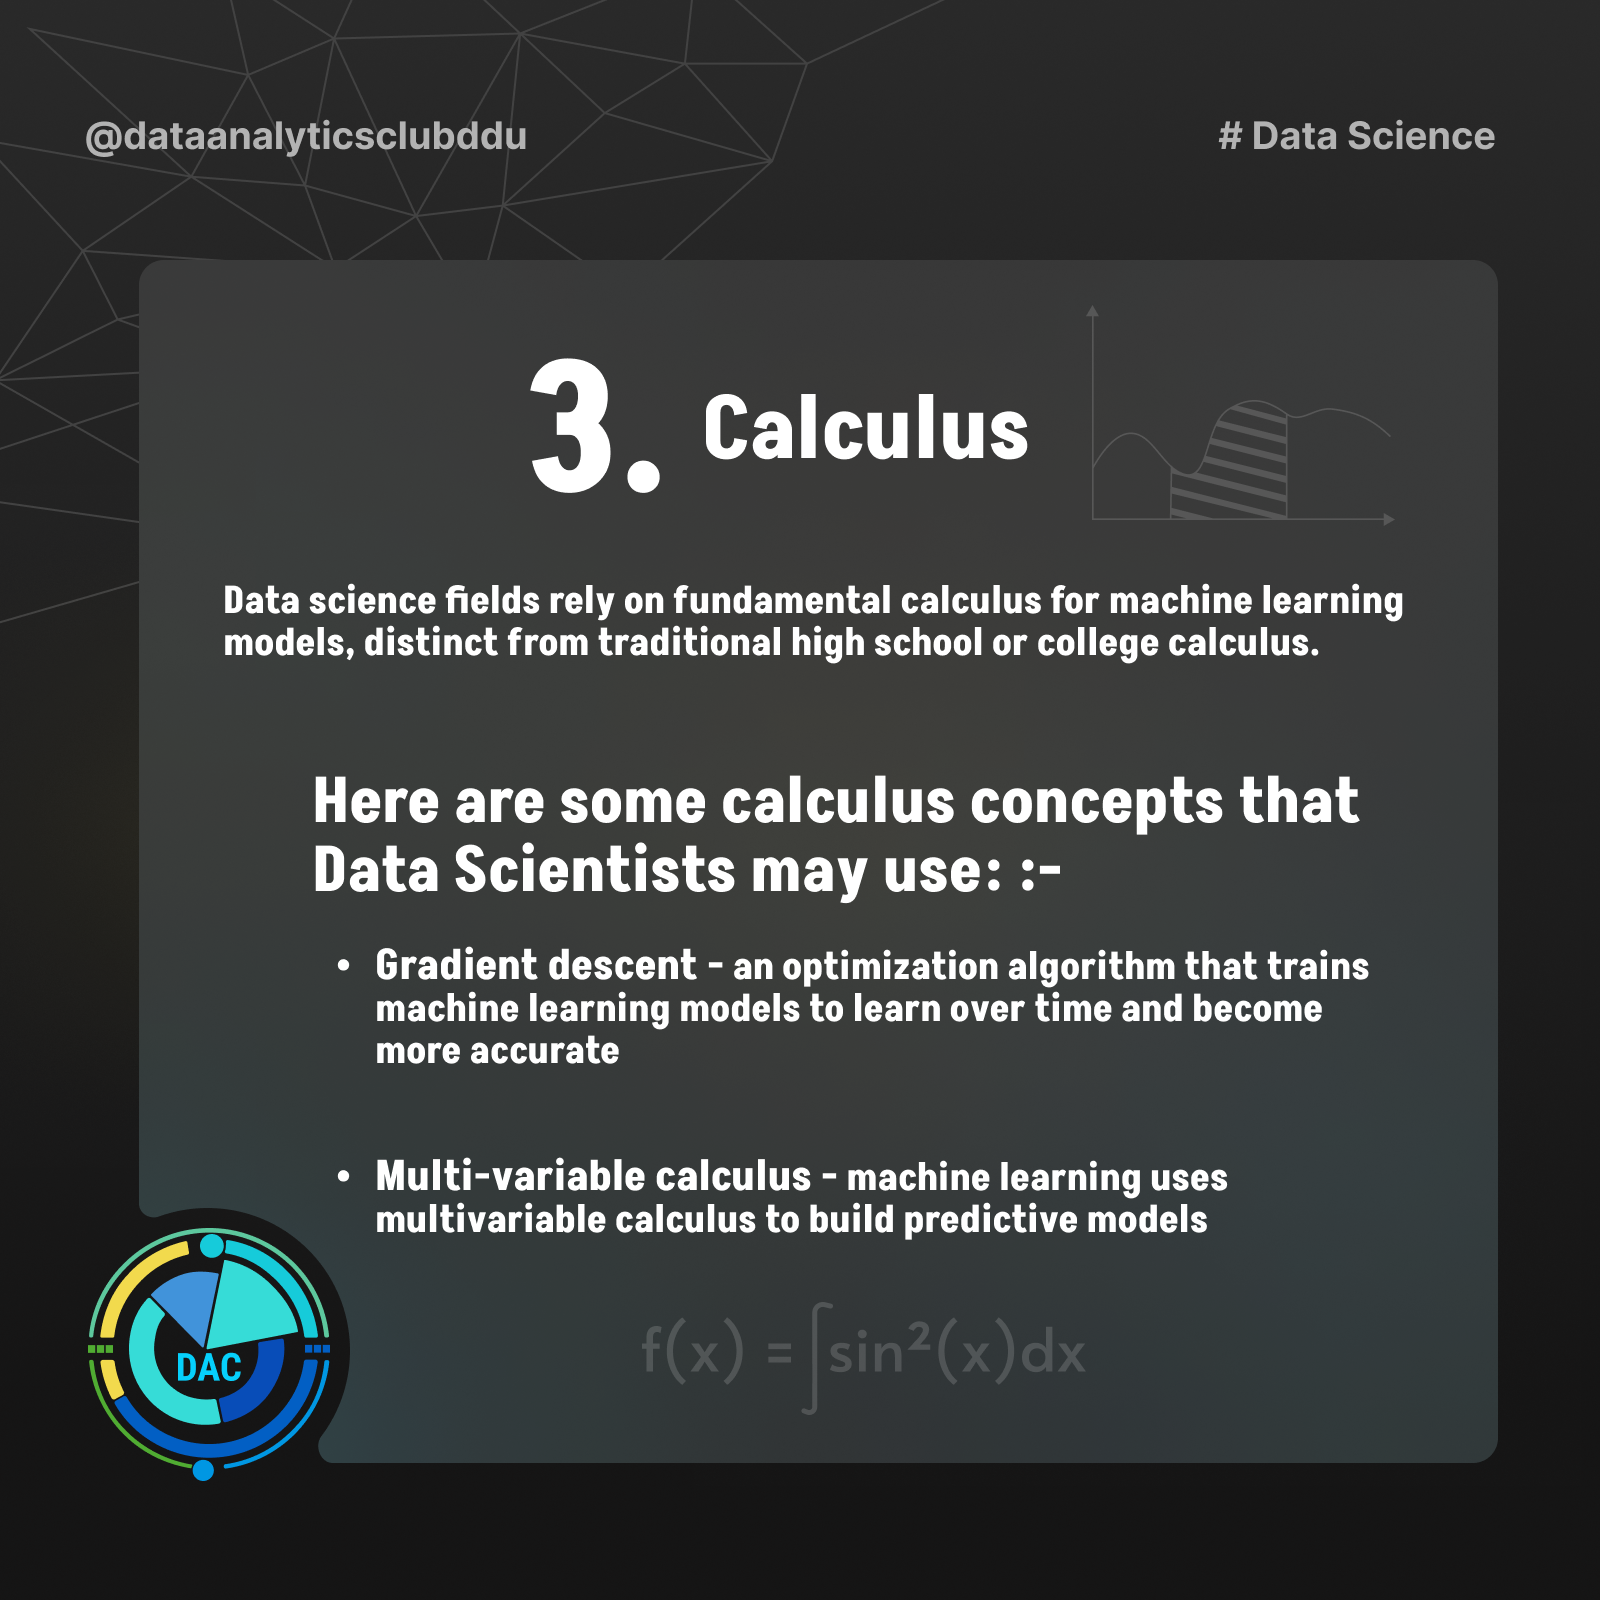 @dataanalyticsclubddu
# Data Science
3. Calculus
Data science fields rely on fundamental calculus for machine learning
models, distinct from traditional high school or college calculus.
Here are some calculus concepts that
Data Scientists may use: :-
• Gradient descent - an optimization algorithm that trains
machine learning models to learn over time and become
more accurate
• Multi-variable calculus - machine learning uses
multivariable calculus to build predictive models
DAC
f(x) = ∫sin²(x)dx